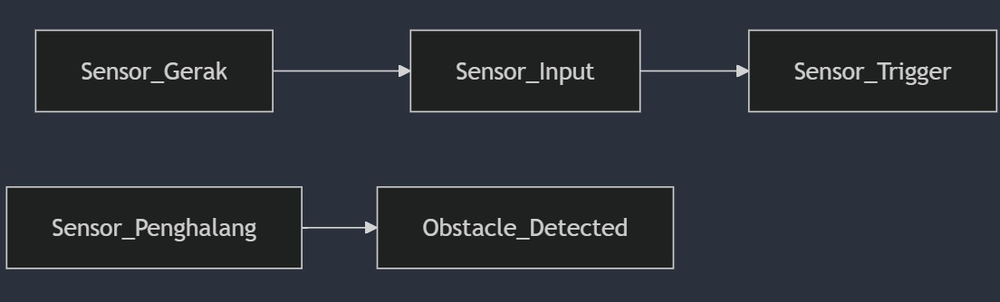 Sensor_Gerak
Sensor_Input
Sensor_Trigger
Sensor_Penghalang
Obstacle_Detected